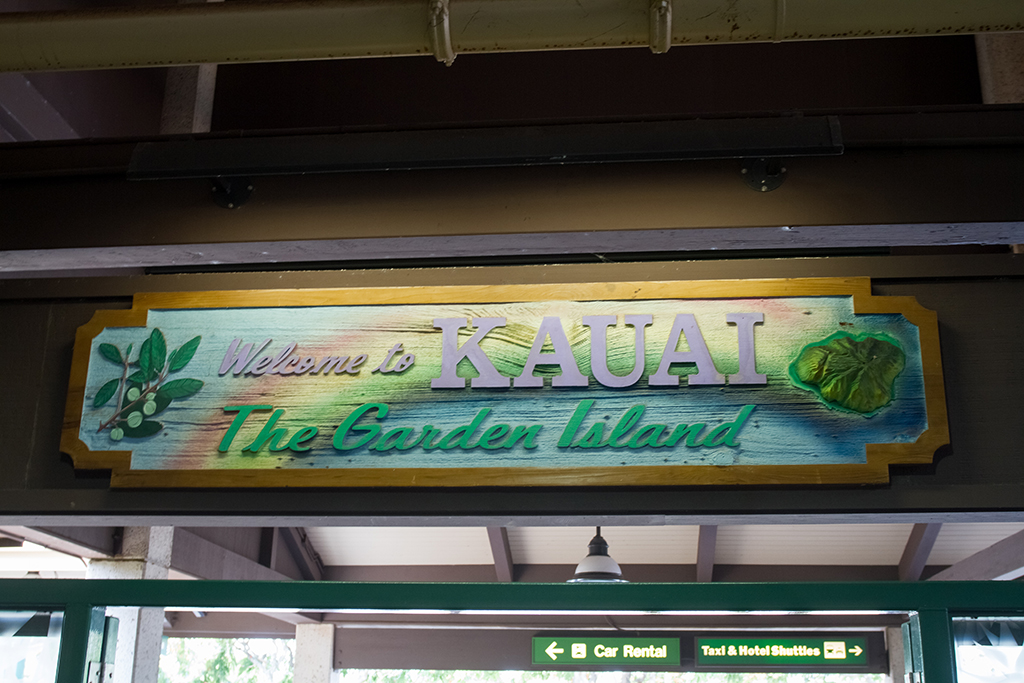 Welcome to KAUAI
The Garden Island
Car Rental
Taxi & Hotel Shuttles